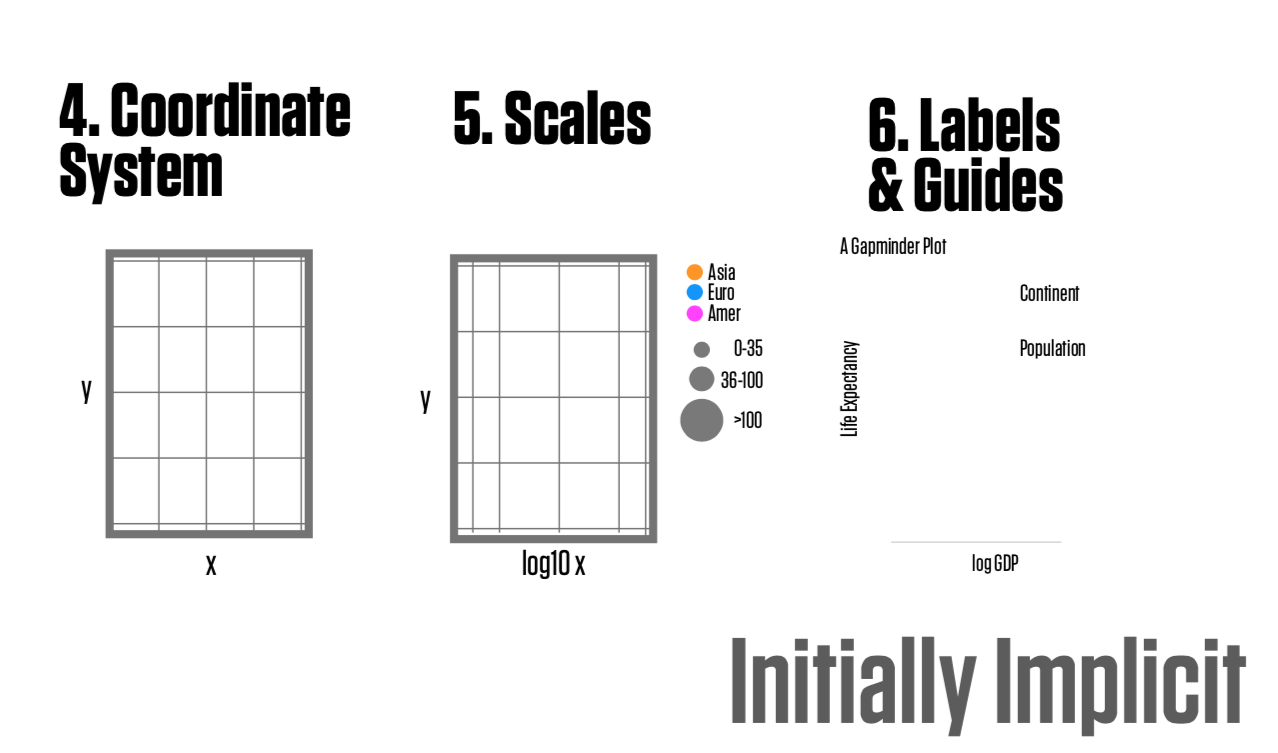 4. Coordinate
System
y
x
5. Scales
y
log10 x
Asia
Euro
Amer
0-35
36-100
>100
6. Labels
& Guides
A Gapminder Plot
Continent
Population
Life Expectancy
log GDP
Initially Implicit